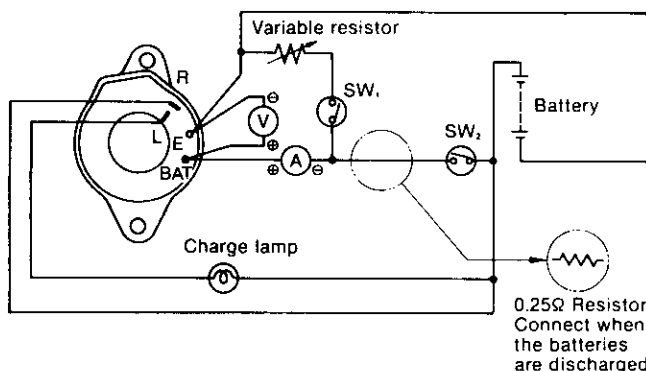 Variable resistor
R
SW₁
Battery
L
E
⊖
V
⊕
SW₂
BAT
⊕
A
⊖
Charge lamp
0.25Ω Resistor
Connect when
the batteries
are discharged